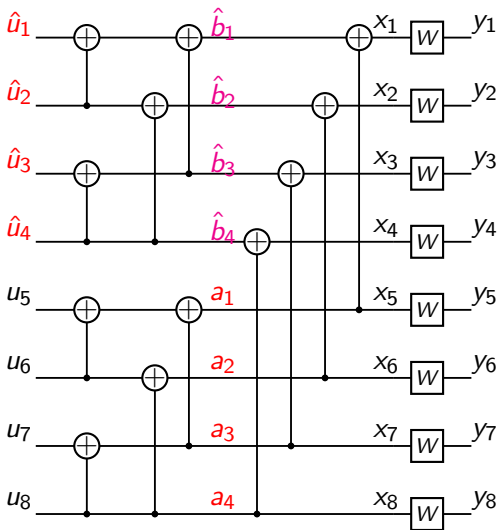 û₁ b̂₁ x₁ W y₁
û₂ b̂₂ x₂ W y₂
û₃ b̂₃ x₃ W y₃
û₄ b̂₄ x₄ W y₄
u₅ a₁ x₅ W y₅
u₆ a₂ x₆ W y₆
u₇ a₃ x₇ W y₇
u₈ a₄ x₈ W y₈